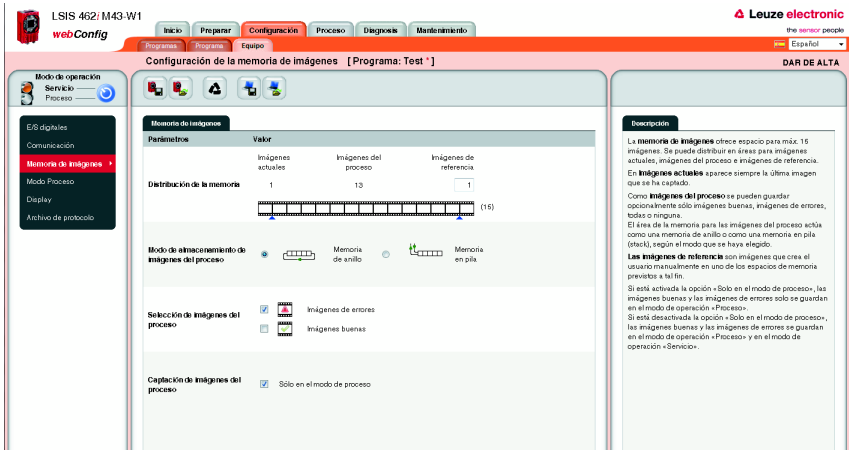 LSIS 462i M43-W1
webConfig
Inicio Preparar Configuración Proceso Diagnosis Mantenimiento
Programas Programa Equipo
Leuze electronic
the sensor people
Español
Configuración de la memoria de imágenes [Programa: Test *]
DAR DE ALTA
Modo de operación
Servicio
Proceso
E/S digitales
Comunicación
Memoria de imágenes
Modo Proceso
Display
Archivo de protocolo
Memoria de imágenes
Parámetros Valor
Imágenes actuales
Imágenes del proceso
Imágenes de referencia
Distribución de la memoria 1 13 1
(15)
Modo de almacenamiento de
imágenes del proceso
Memoria
de anillo
Memoria
en pila
Selección de imágenes del
proceso
Imágenes de errores
Imágenes buenas
Captación de imágenes del
proceso
Sólo en el modo de proceso
Descripción
La memoria de imágenes ofrece espacio para máx. 15
imágenes. Se puede distribuir en áreas para imágenes
actuales, imágenes del proceso e imágenes de referencia.
En imágenes actuales aparece siempre la última imagen
que se ha captado.
Como imágenes del proceso se pueden guardar
opcionalmente sólo imágenes buenas, imágenes de errores,
todas o ninguna.
El área de la memoria para las imágenes del proceso actúa
como una memoria de anillo o como una memoria en pila
(stack), según el modo que se haya elegido.
Las imágenes de referencia son imágenes que crea el
usuario manualmente en uno de los espacios de memoria
previstos a tal fin.
Si está activada la opción «Solo en el modo de proceso», las
imágenes buenas y las imágenes de errores solo se guardan
en el modo de operación «Proceso».
Si está desactivada la opción «Solo en el modo de proceso»,
las imágenes buenas y las imágenes de errores se guardan
en el modo de operación «Proceso» y en el modo de
operación «Servicio».